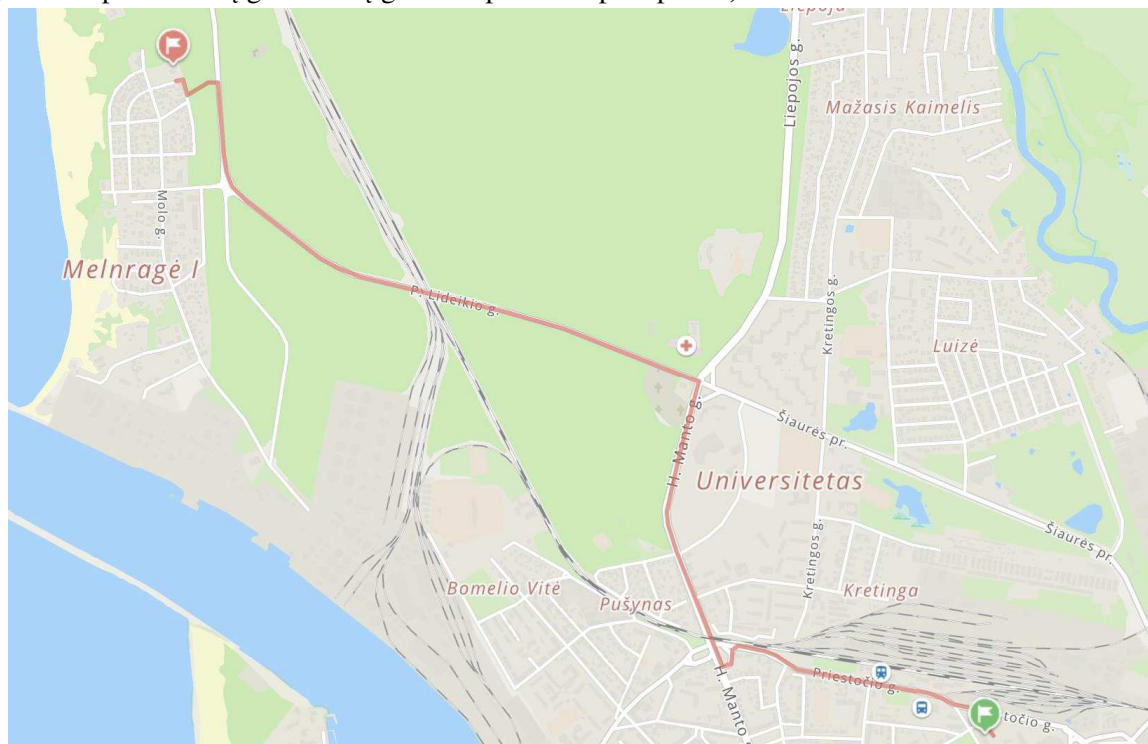 Liepojos g.
Mažasis Kaimelis
Molo g.
Melnragė I
P. Lideikio g.
Kretingos g.
Luizė
H. Manto g.
Šiaurės pr.
Universitetas
Kretingos g.
Šiaurės pr.
Bomelio Vitė
Pušynas
Kretinga
Priestočio g.
H. Manto
točio g.